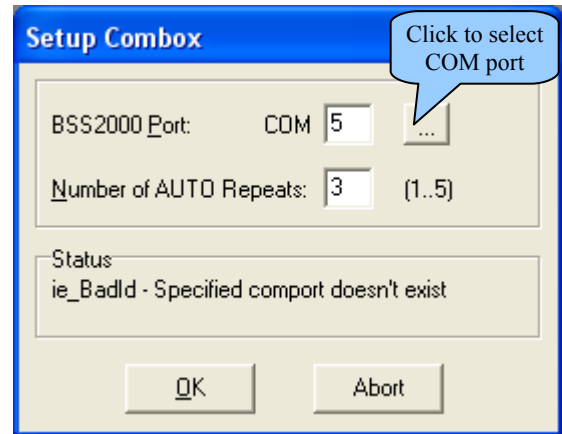 Setup Combox
Click to select
COM port
BSS2000 Port: COM 5 ...
Number of AUTO Repeats: 3 (1..5)
Status
ie_BadId - Specified comport doesn't exist
OK Abort